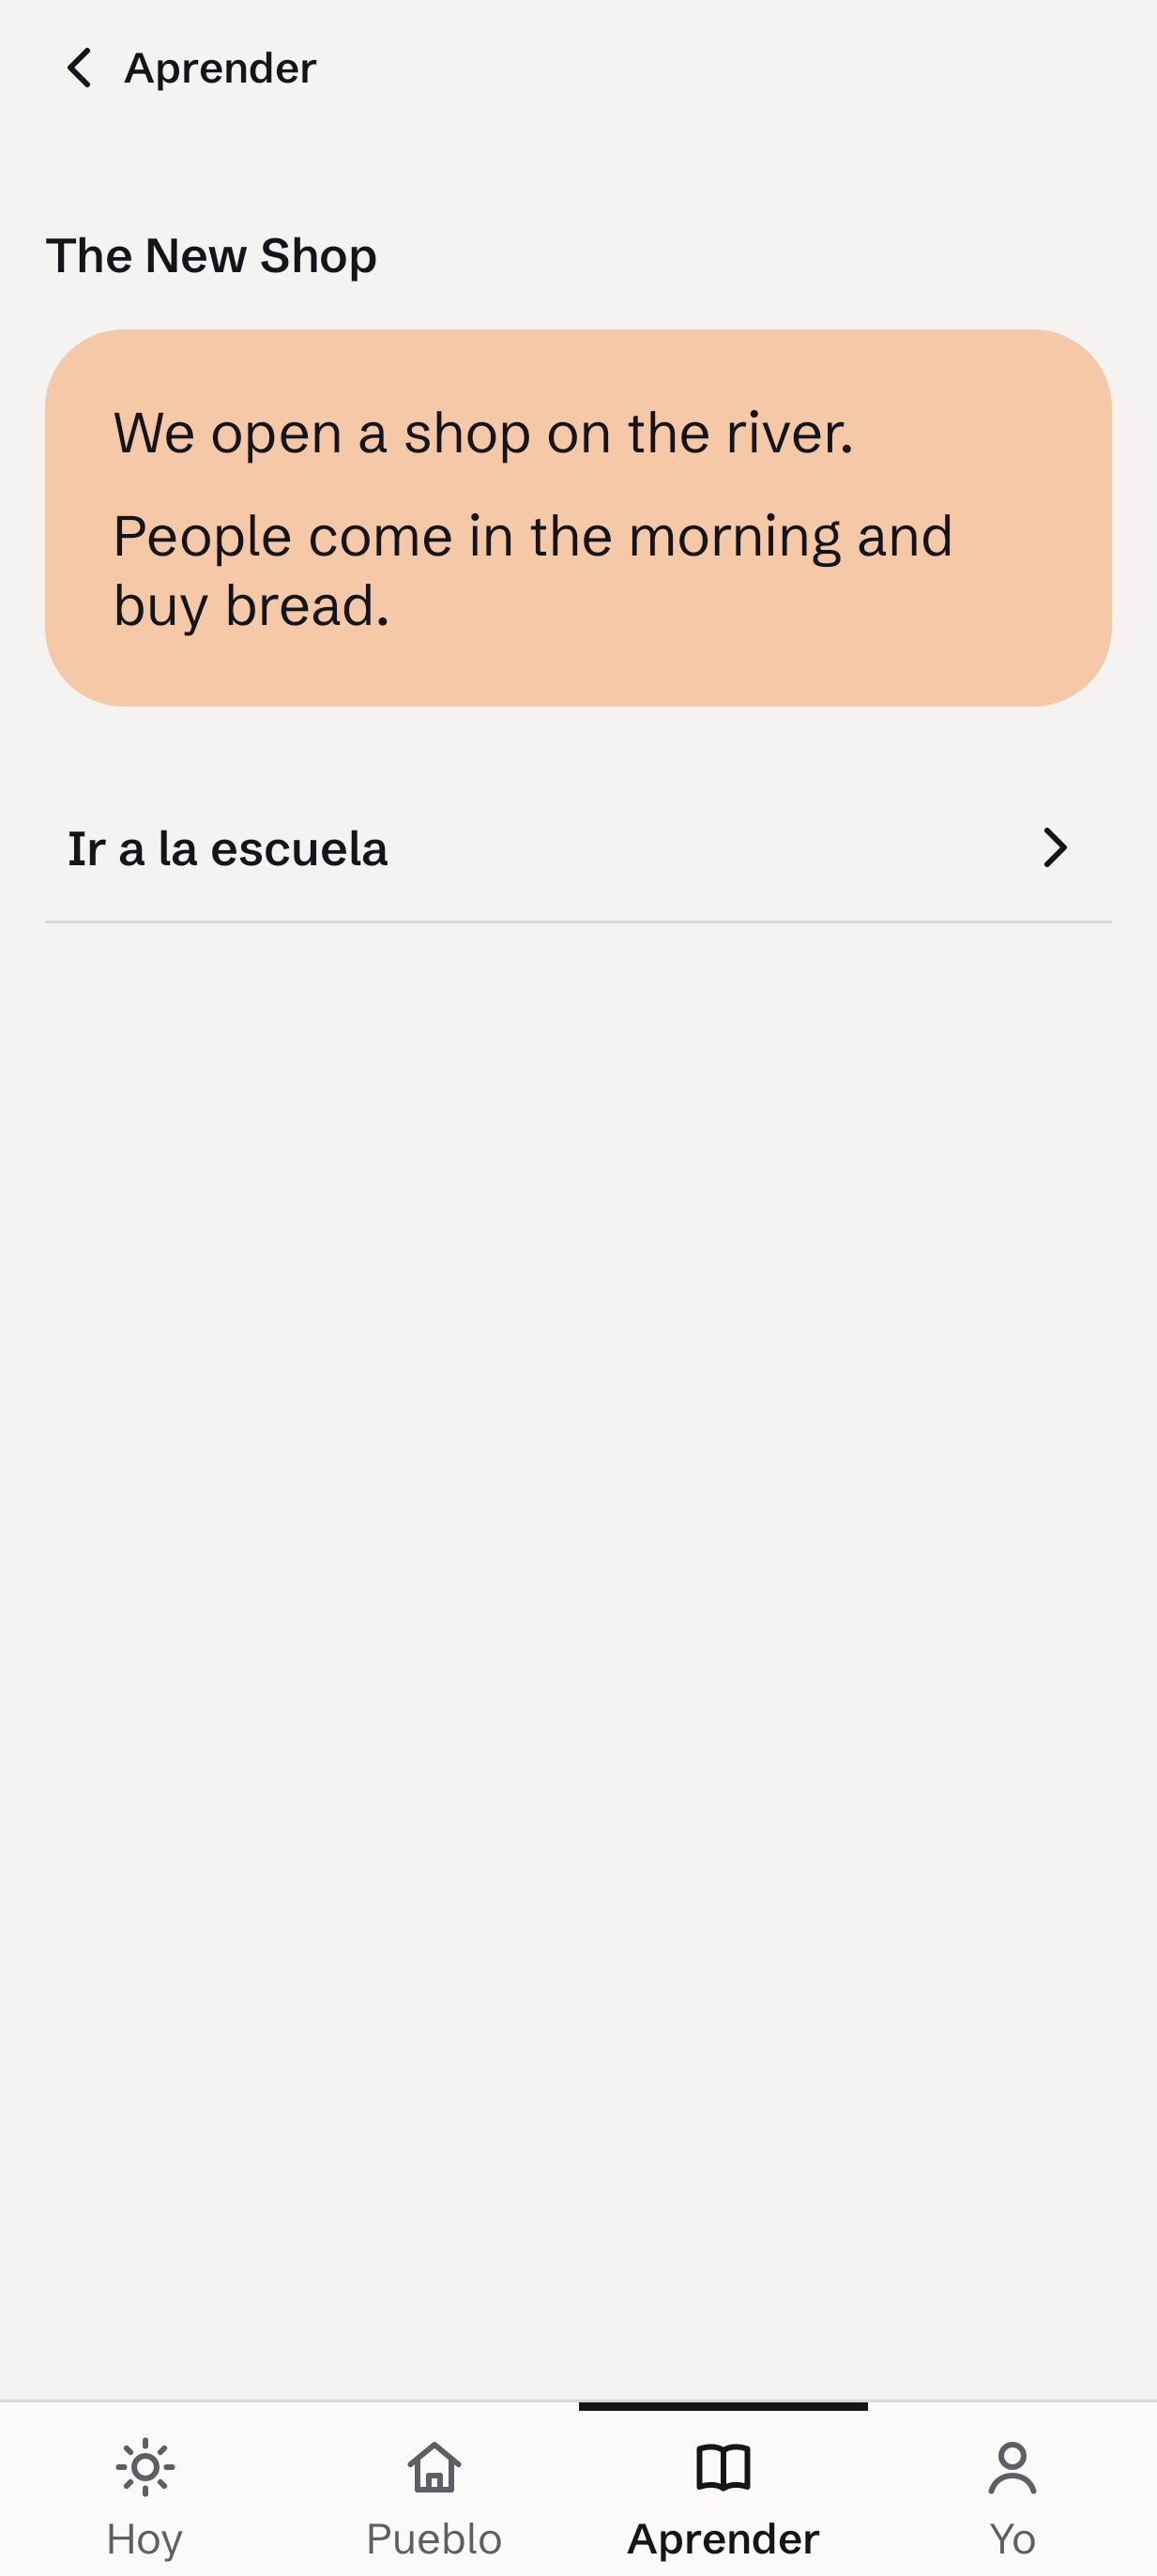 Aprender
The New Shop
We open a shop on the river.
People come in the morning and
buy bread.
Ir a la escuela
Hoy
Pueblo
Aprender
Yo